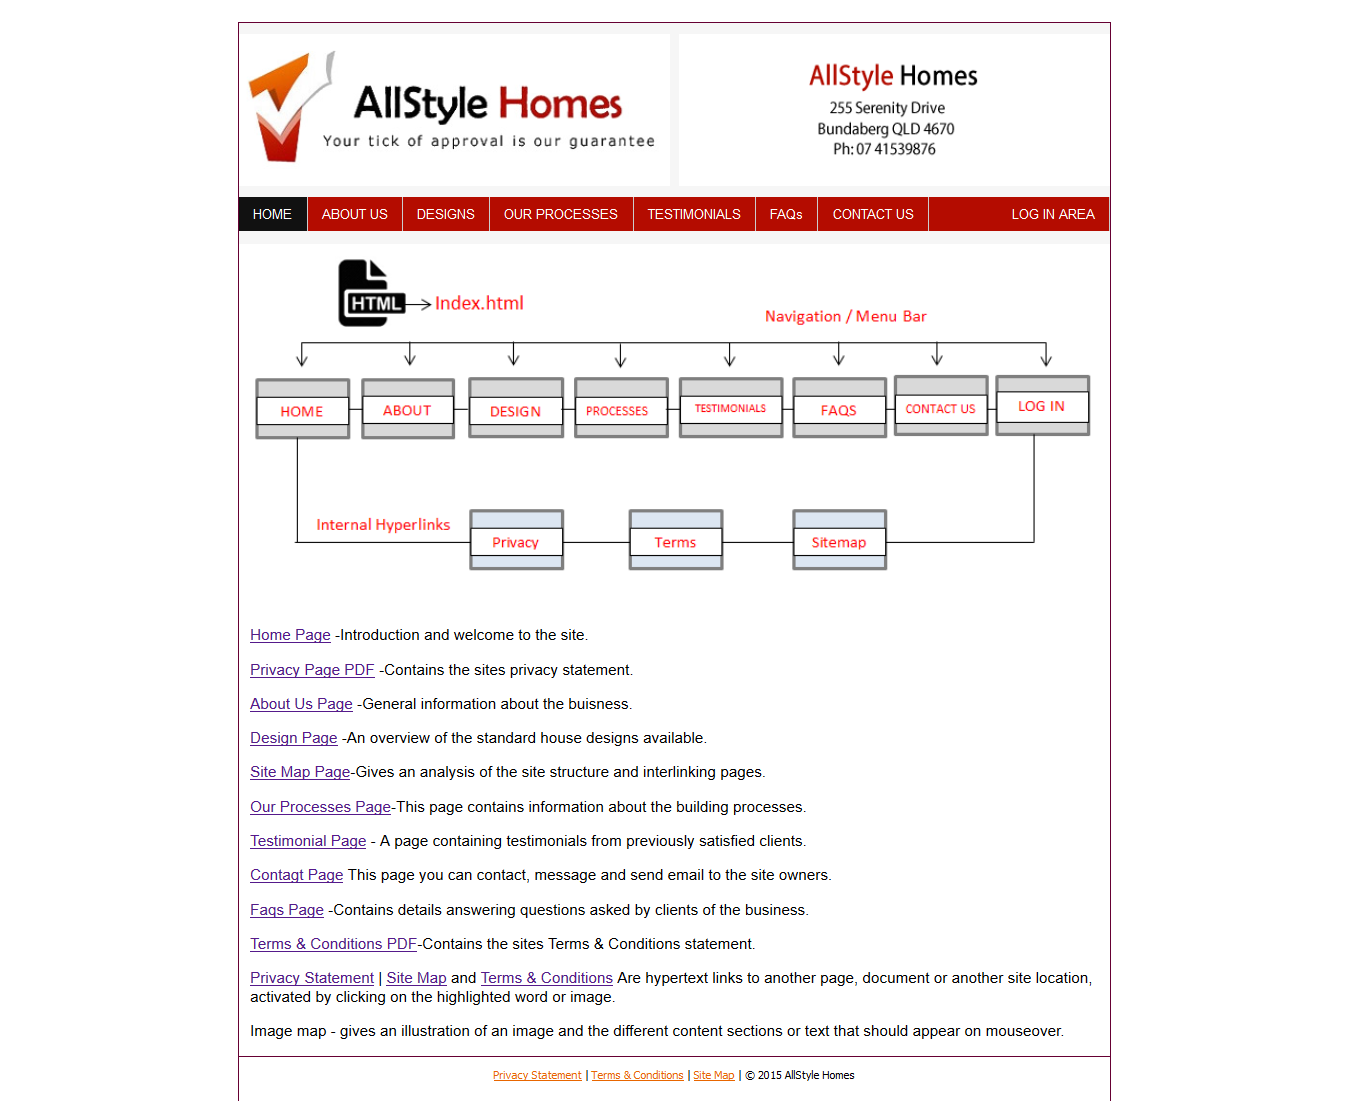 AllStyle Homes
Your tick of approval is our guarantee
AllStyle Homes
255 Serenity Drive
Bundaberg QLD 4670
Ph: 07 41539876
HOME ABOUT US DESIGNS OUR PROCESSES TESTIMONIALS FAQs CONTACT US LOG IN AREA
HTML Index.html
Navigation / Menu Bar
HOME ABOUT DESIGN PROCESSES TESTIMONIALS FAQS CONTACT US LOG IN
Internal Hyperlinks
Privacy Terms Sitemap
Home Page -Introduction and welcome to the site.
Privacy Page PDF -Contains the sites privacy statement.
About Us Page -General information about the buisness.
Design Page -An overview of the standard house designs available.
Site Map Page-Gives an analysis of the site structure and interlinking pages.
Our Processes Page-This page contains information about the building processes.
Testimonial Page - A page containing testimonials from previously satisfied clients.
Contagt Page This page you can contact, message and send email to the site owners.
Faqs Page -Contains details answering questions asked by clients of the business.
Terms & Conditions PDF-Contains the sites Terms & Conditions statement.
Privacy Statement | Site Map and Terms & Conditions Are hypertext links to another page, document or another site location,
activated by clicking on the highlighted word or image.
Image map - gives an illustration of an image and the different content sections or text that should appear on mouseover.
Privacy Statement | Terms & Conditions | Site Map | © 2015 AllStyle Homes